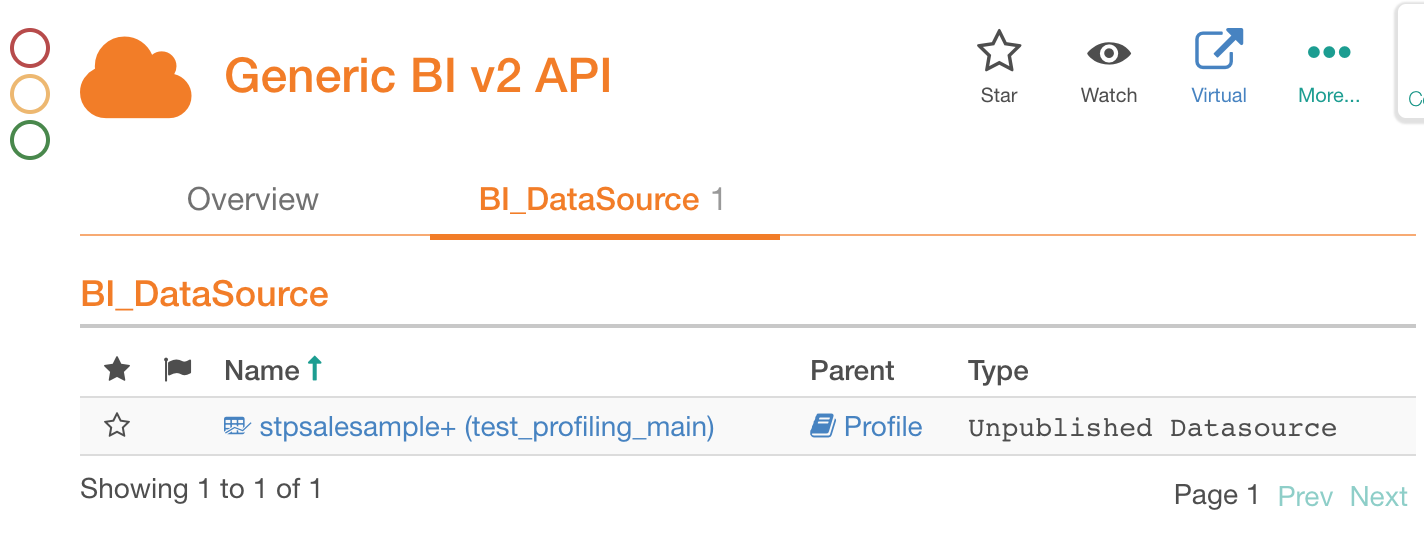 Generic BI v2 API
Star Watch Virtual More...
Overview BI_DataSource 1
BI_DataSource
Name Parent Type
stpsalesample+ (test_profiling_main) Profile Unpublished Datasource
Showing 1 to 1 of 1
Page 1 Prev Next